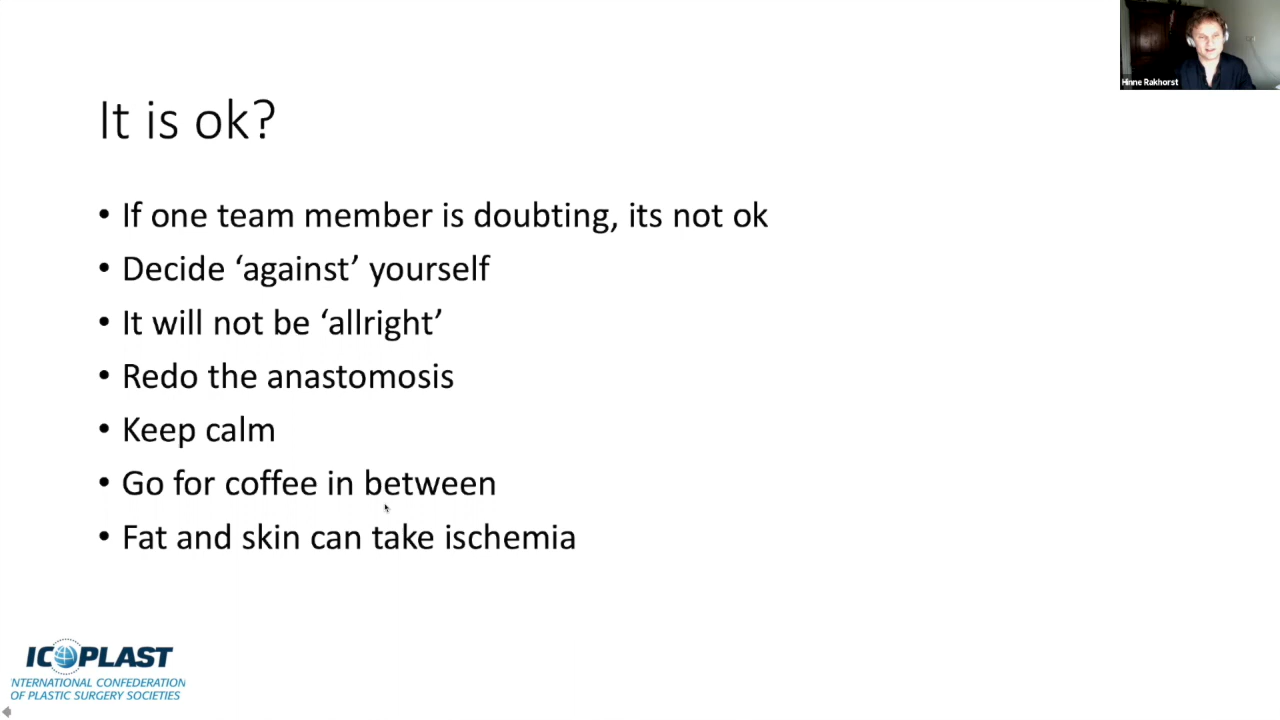 Hinne Rakhorst
It is ok?
• If one team member is doubting, its not ok
• Decide ‘against’ yourself
• It will not be ‘allright’
• Redo the anastomosis
• Keep calm
• Go for coffee in between
• Fat and skin can take ischemia
ICOPLAST
NTERNATIONAL CONFEDERATION
OF PLASTIC SURGERY SOCIETIES